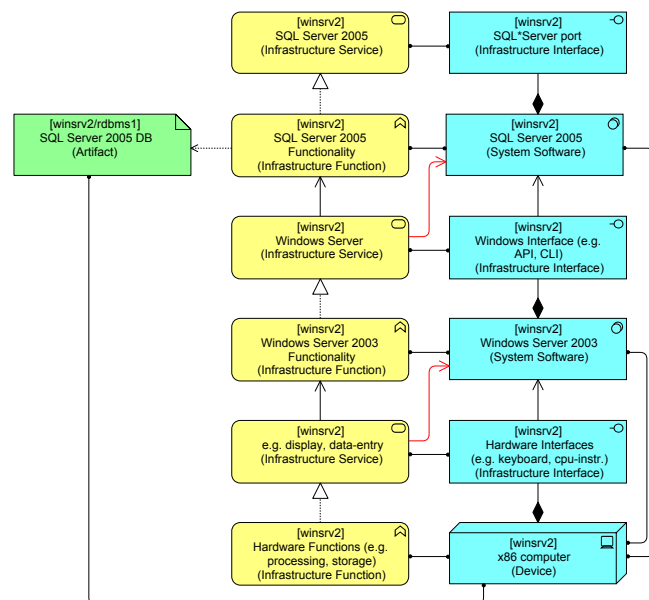 [winsrv2]
SQL Server 2005
(Infrastructure Service)
[winsrv2]
SQL*Server port
(Infrastructure Interface)
[winsrv2/rdbms1]
SQL Server 2005 DB
(Artifact)
[winsrv2]
SQL Server 2005
Functionality
(Infrastructure Function)
[winsrv2]
SQL Server 2005
(System Software)
[winsrv2]
Windows Server
(Infrastructure Service)
[winsrv2]
Windows Interface (e.g.
API, CLI)
(Infrastructure Interface)
[winsrv2]
Windows Server 2003
Functionality
(Infrastructure Function)
[winsrv2]
Windows Server 2003
(System Software)
[winsrv2]
e.g. display, data-entry
(Infrastructure Service)
[winsrv2]
Hardware Interfaces
(e.g. keyboard, cpu-instr.)
(Infrastructure Interface)
[winsrv2]
Hardware Functions (e.g.
processing, storage)
(Infrastructure Function)
[winsrv2]
x86 computer
(Device)